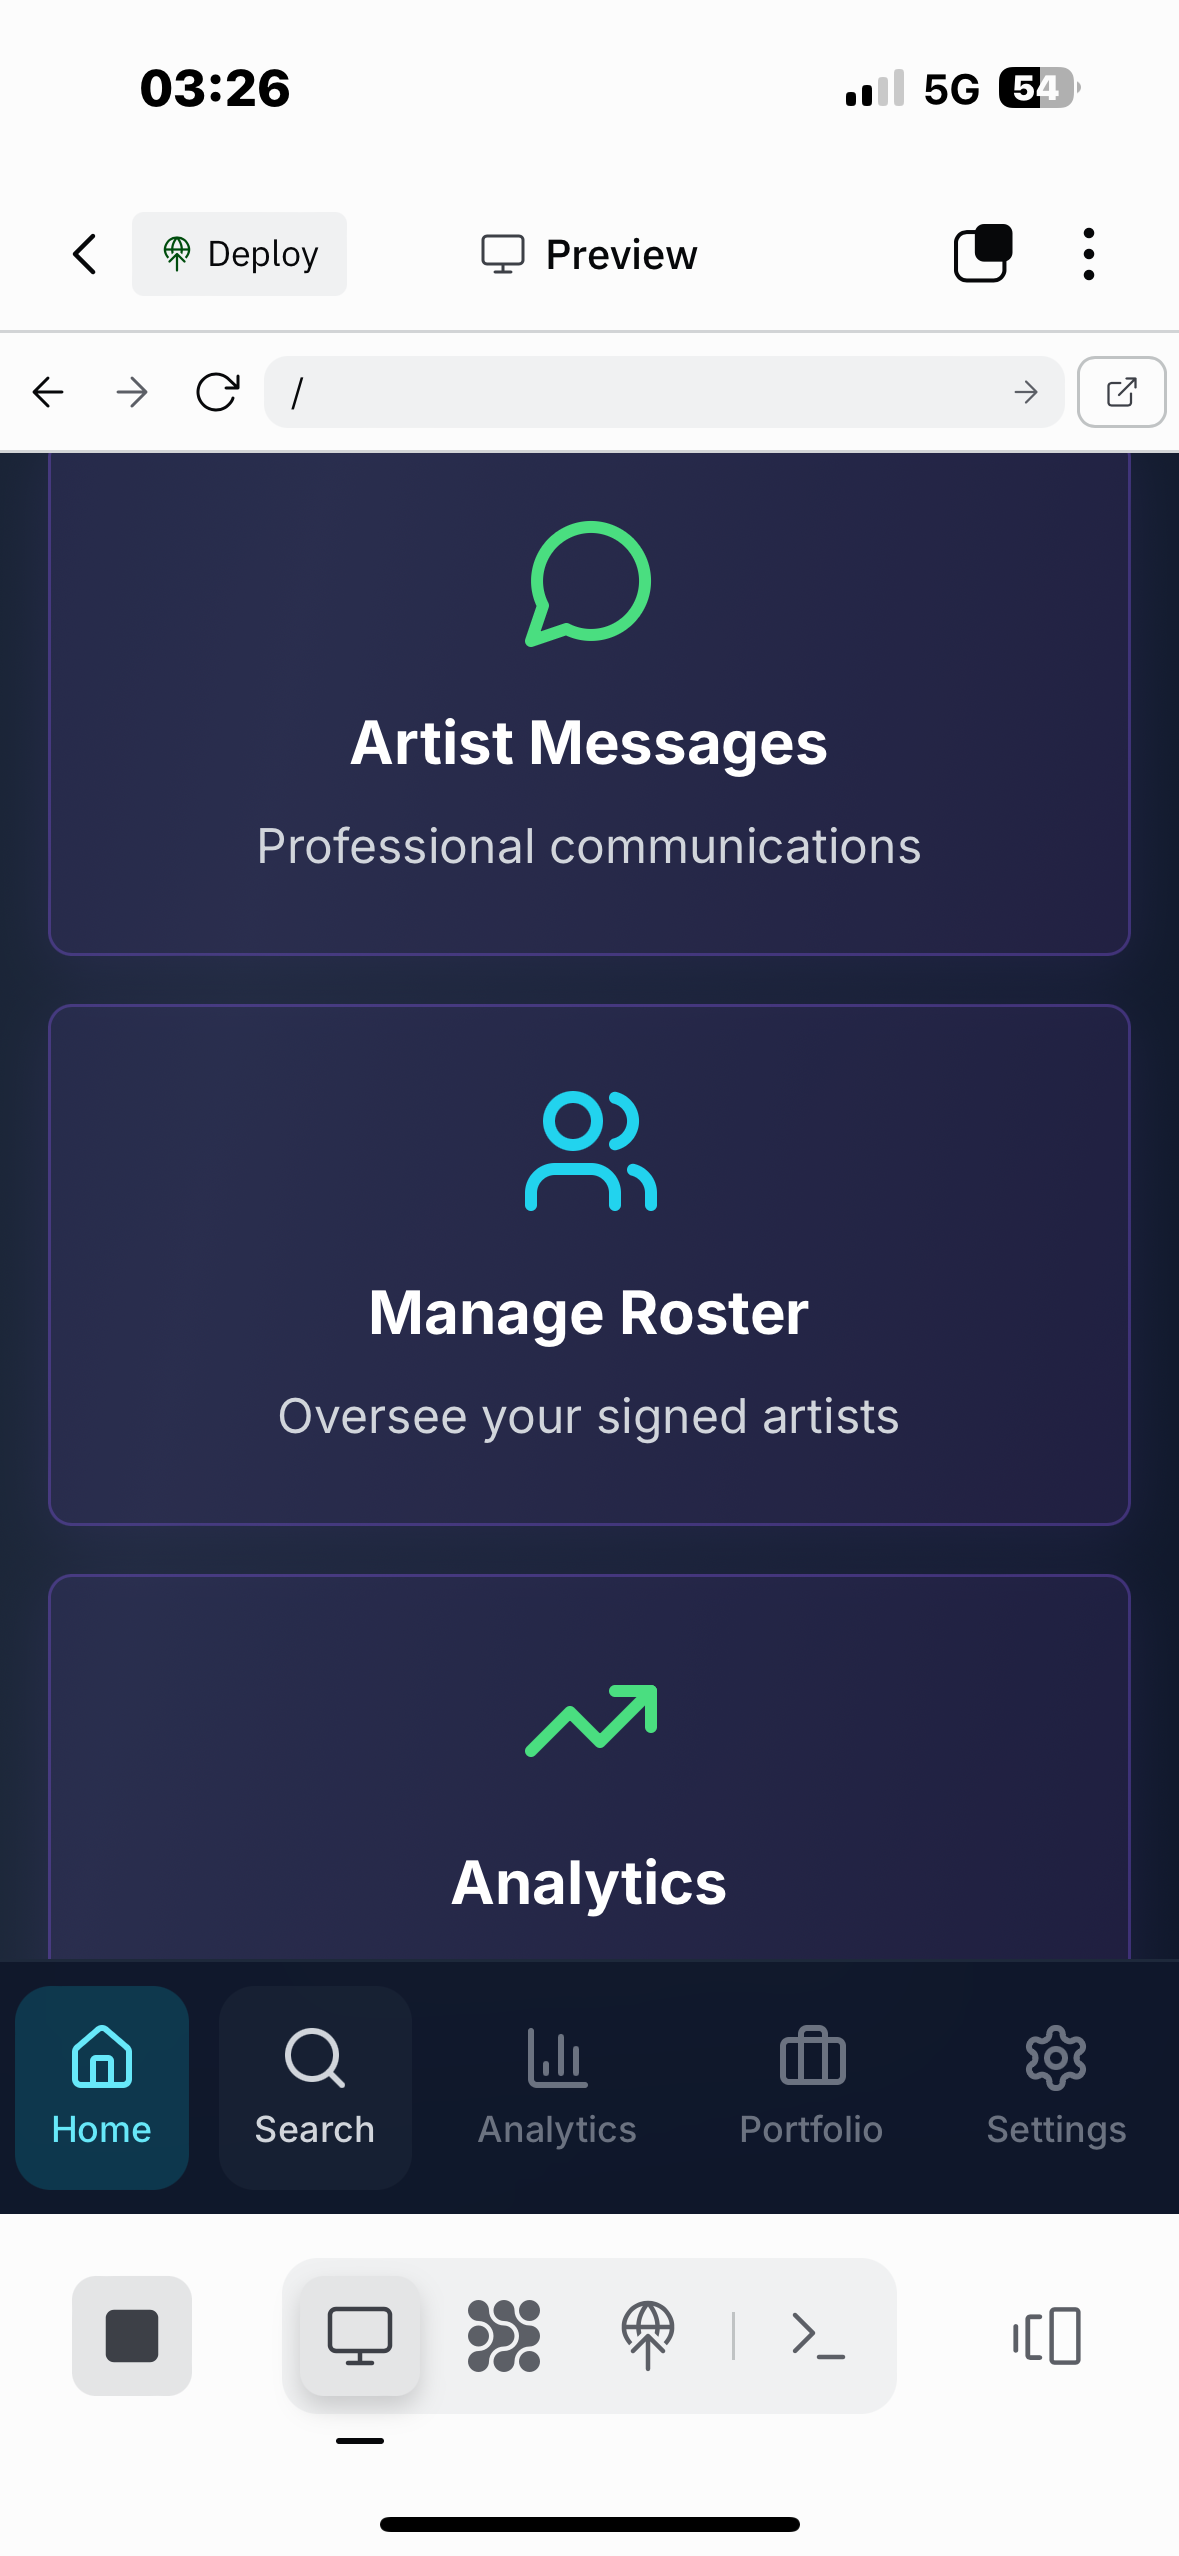 03:26
5G
54
Deploy
Preview
/
Artist Messages
Professional communications
Manage Roster
Oversee your signed artists
Analytics
Home
Search
Analytics
Portfolio
Settings